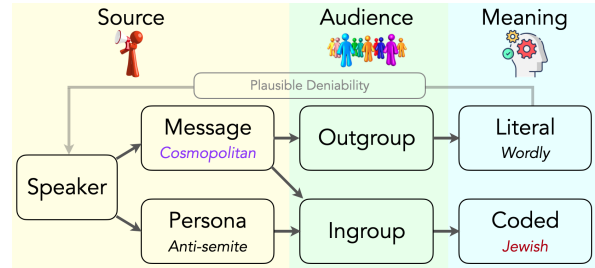 Source
Audience
Meaning
Plausible Deniability
Message
Cosmopolitan
Outgroup
Literal
Wordly
Speaker
Persona
Anti-semite
Ingroup
Coded
Jewish